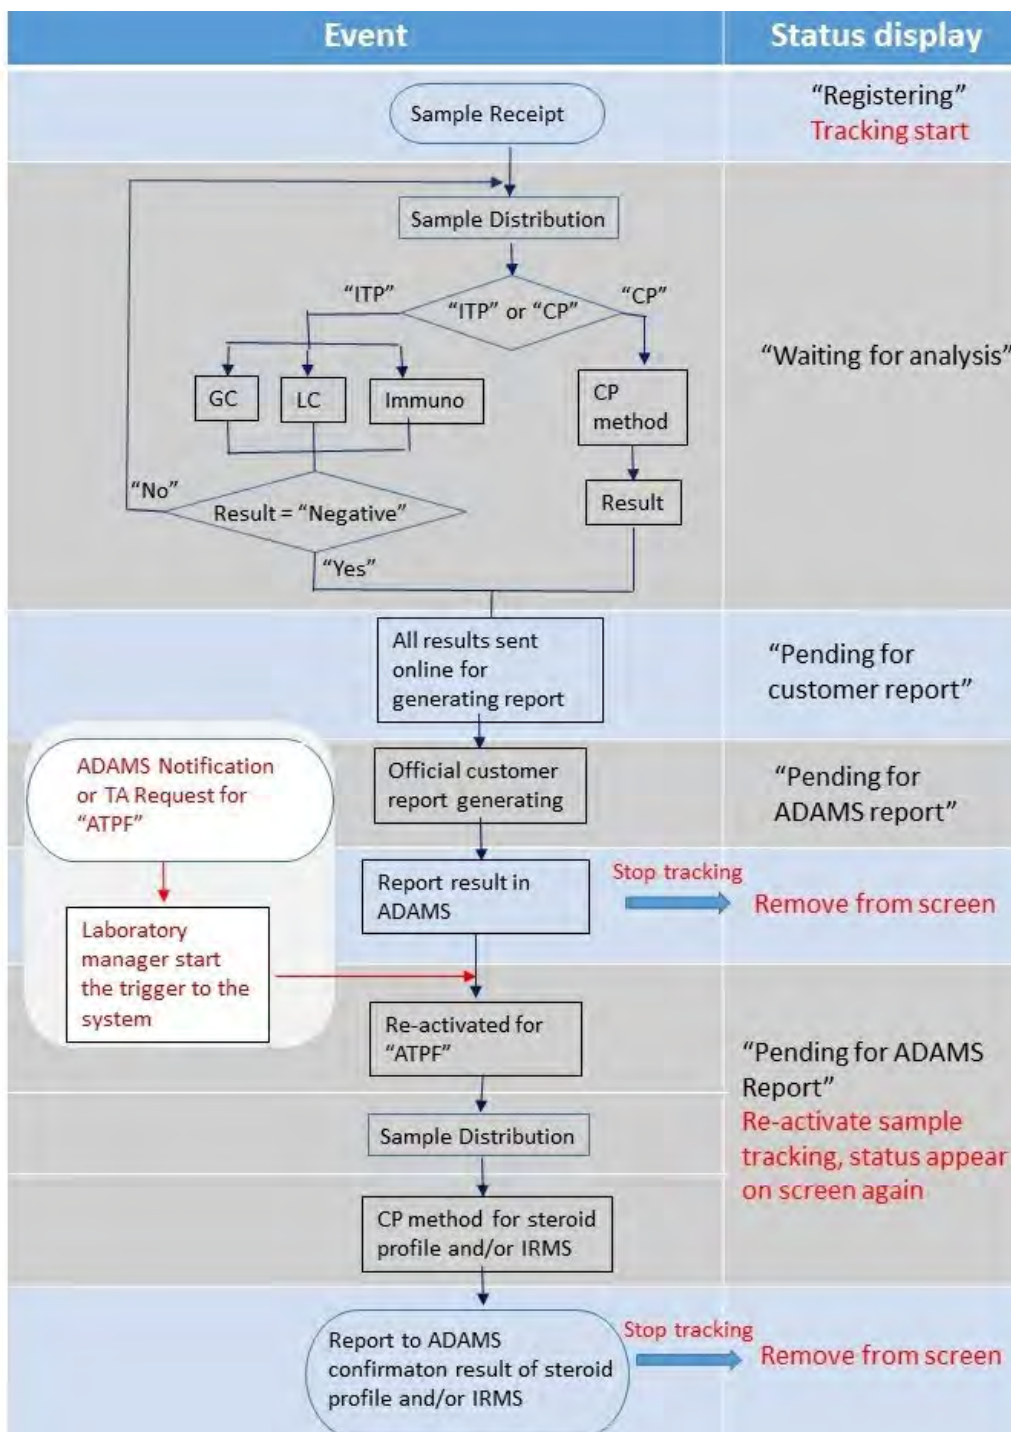 Event
Status display
Sample Receipt
“Registering”
Tracking start
Sample Distribution
“ITP”
“ITP” or “CP”
“CP”
“Waiting for analysis”
GC
LC
Immuno
CP
method
“No”
Result = “Negative”
Result
“Yes”
All results sent
online for
generating report
“Pending for
customer report”
ADAMS Notification
or TA Request for
“ATPF”
Official customer
report generating
“Pending for
ADAMS report”
Report result in
ADAMS
Stop tracking
Remove from screen
Laboratory
manager start
the trigger to the
system
Re-activated for
“ATPF”
“Pending for ADAMS
Report”
Re-activate sample
tracking, status appear
on screen again
Sample Distribution
CP method for steroid
profile and/or IRMS
Report to ADAMS
confirmaton result of steroid
profile and/or IRMS
Stop tracking
Remove from screen